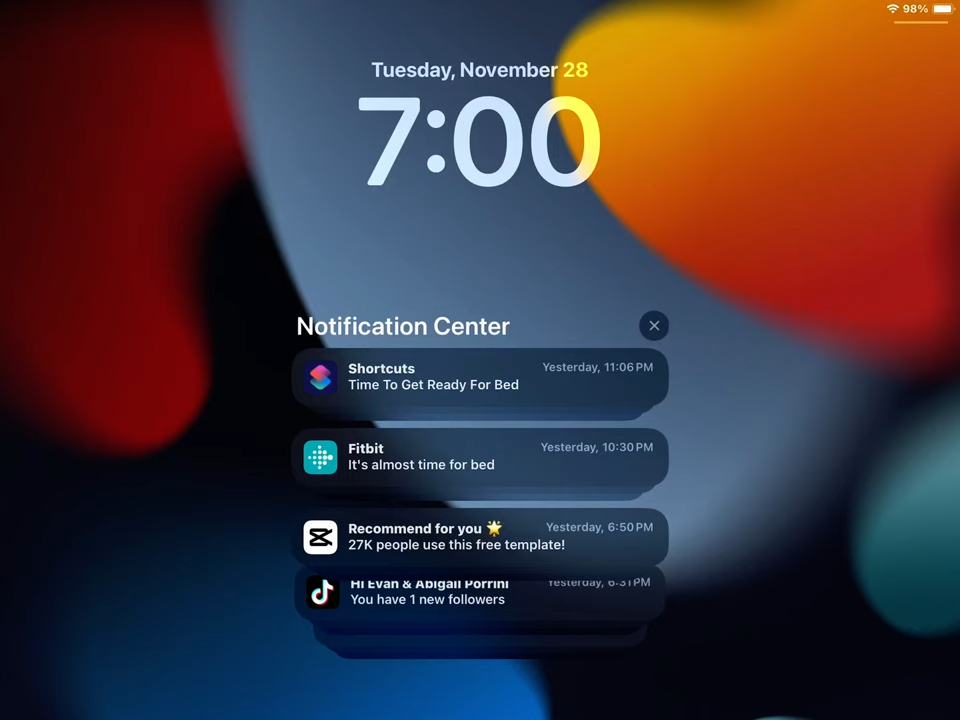 98%
Tuesday, November 28
7:00
Notification Center
Shortcuts Yesterday, 11:06 PM
Time To Get Ready For Bed
Fitbit Yesterday, 10:30 PM
It's almost time for bed
Recommend for you 🌟 Yesterday, 6:50 PM
27K people use this free template!
Hi Evan & Abigail Porrini Yesterday, 6:31 PM
You have 1 new followers